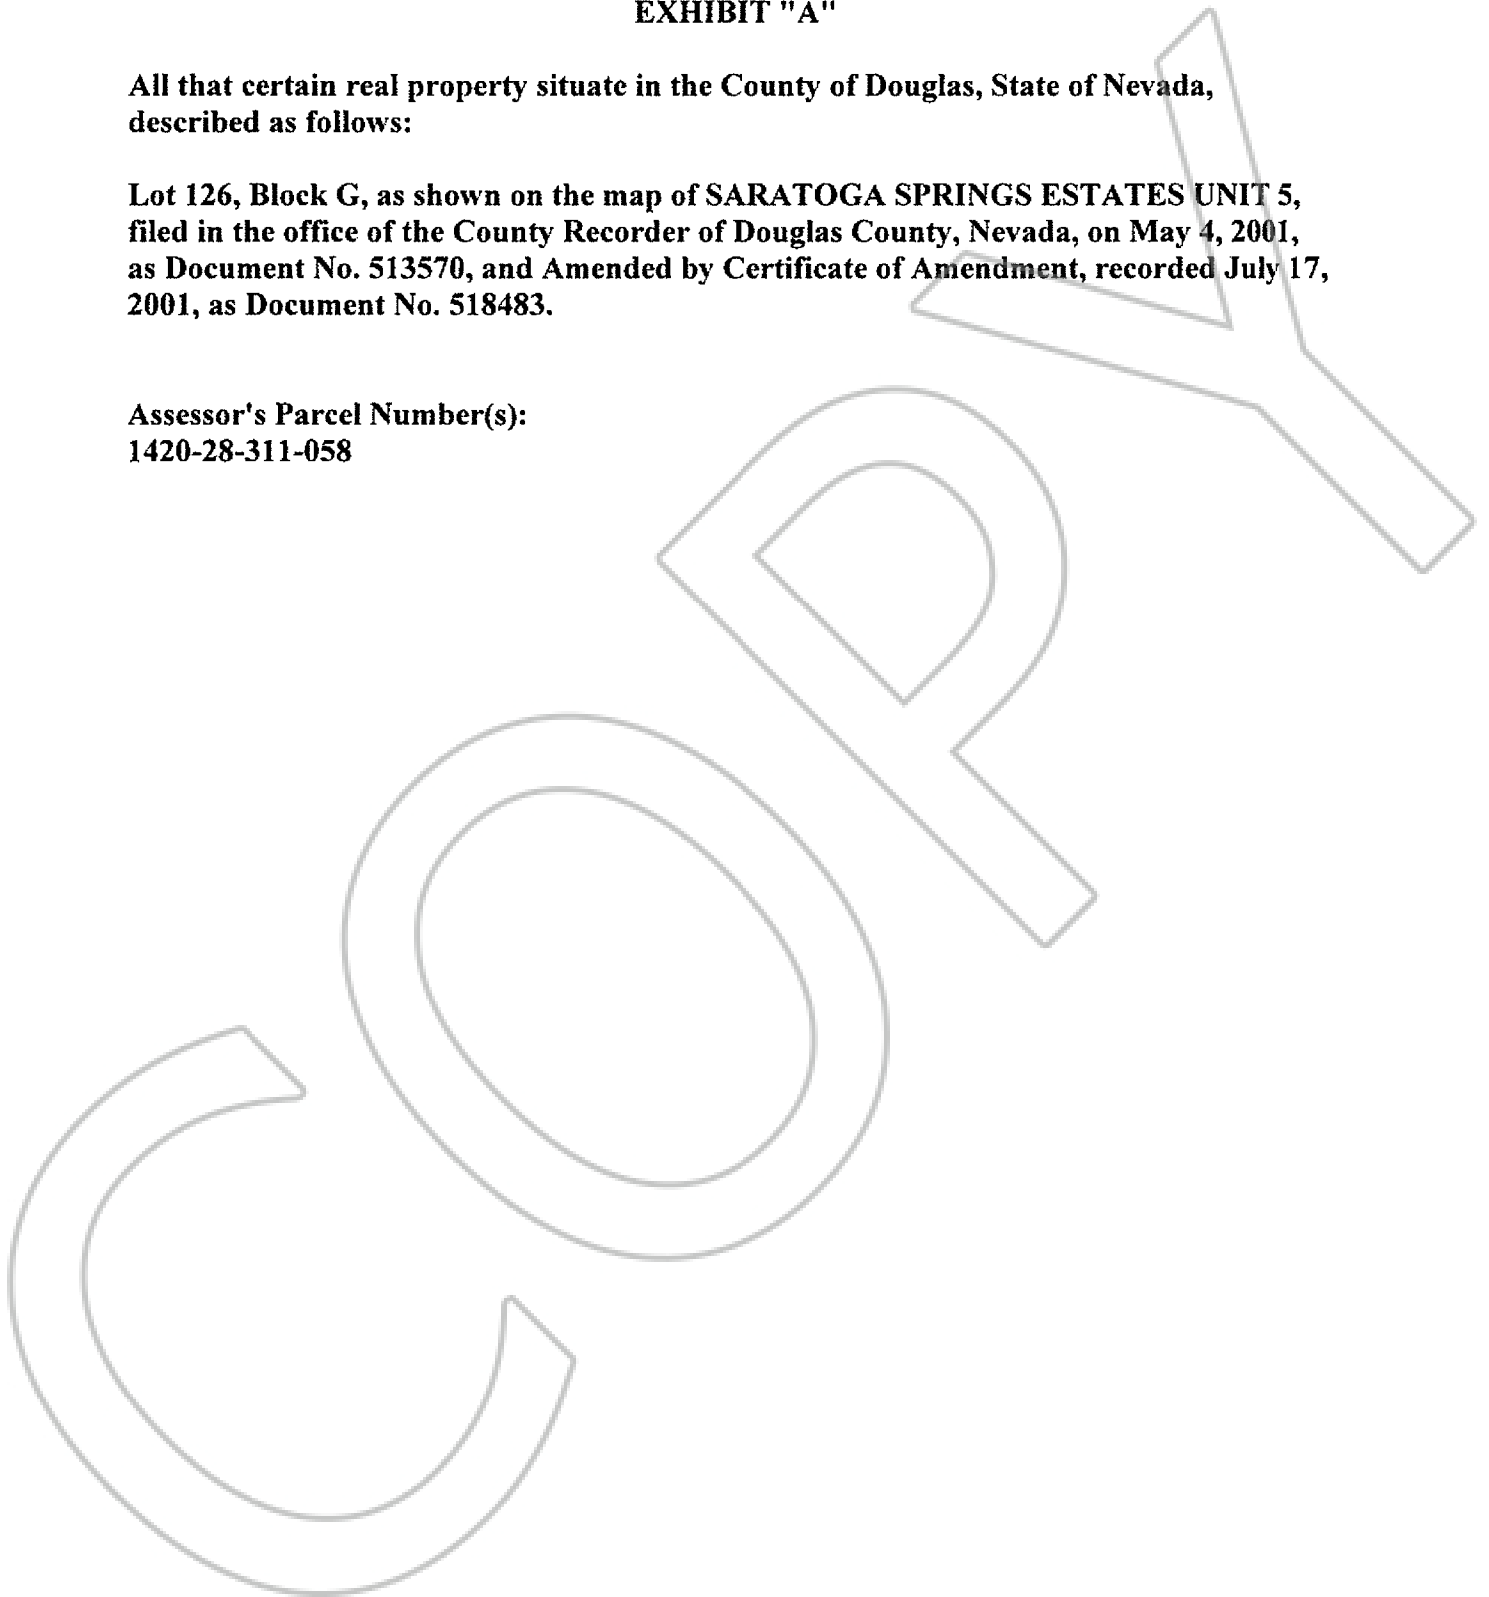 EXHIBIT "A"
All that certain real property situate in the County of Douglas, State of Nevada,
described as follows:
Lot 126, Block G, as shown on the map of SARATOGA SPRINGS ESTATES UNIT 5,
filed in the office of the County Recorder of Douglas County, Nevada, on May 4, 2001,
as Document No. 513570, and Amended by Certificate of Amendment, recorded July 17,
2001, as Document No. 518483.
Assessor's Parcel Number(s):
1420-28-311-058
COPY